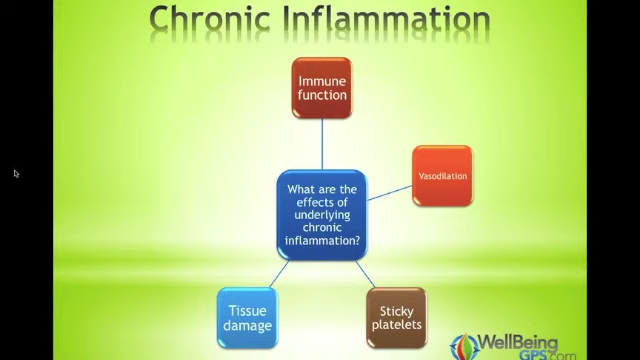 Chronic Inflammation
Immune
function
Vasodilation
What are the
effects of
underlying
chronic
inflammation?
Tissue
damage
Sticky
platelets
WellBeing
GPS.com